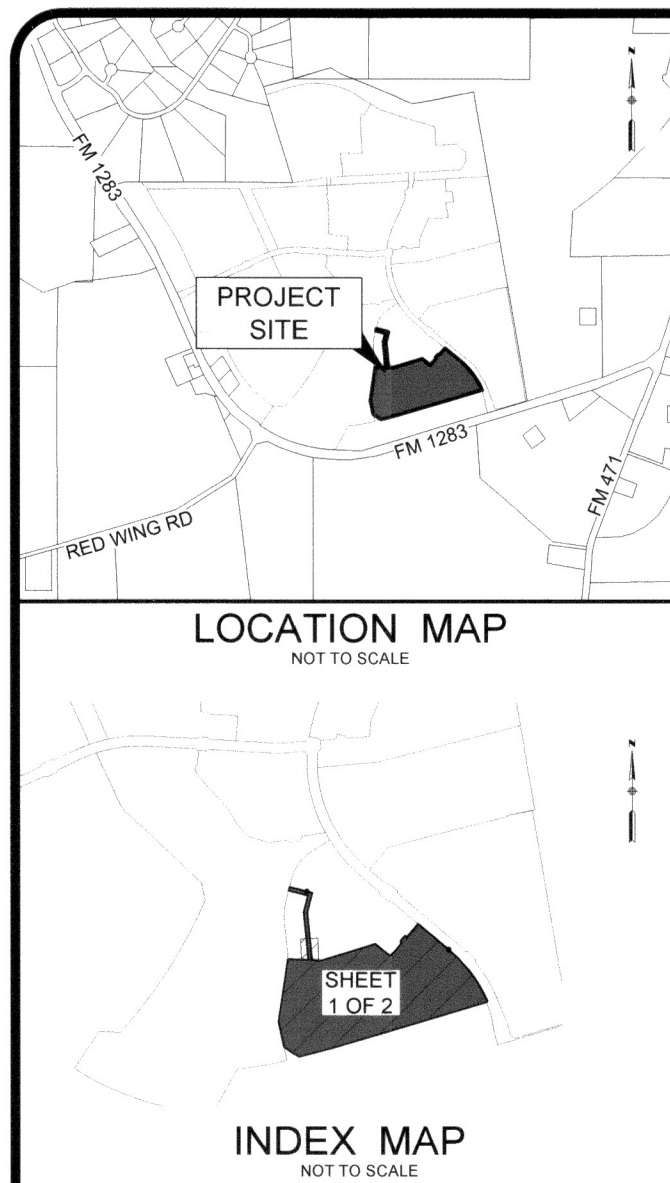 N
FM 1283
PROJECT
SITE
FM 1283
FM 471
RED WING RD
LOCATION MAP
NOT TO SCALE
N
SHEET
1 OF 2
INDEX MAP
NOT TO SCALE